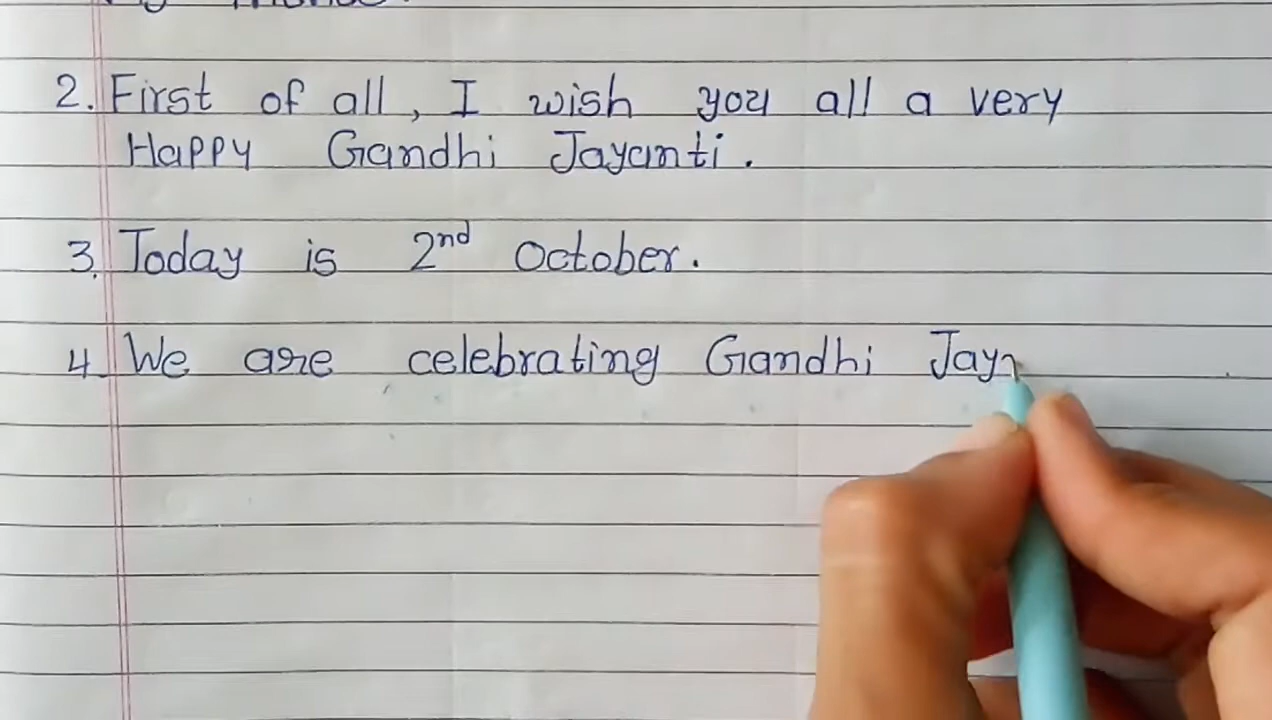 2. First of all, I wish you all a very
Happy Gandhi Jayanti.
3. Today is 2nd October.
4. We are celebrating Gandhi Jay